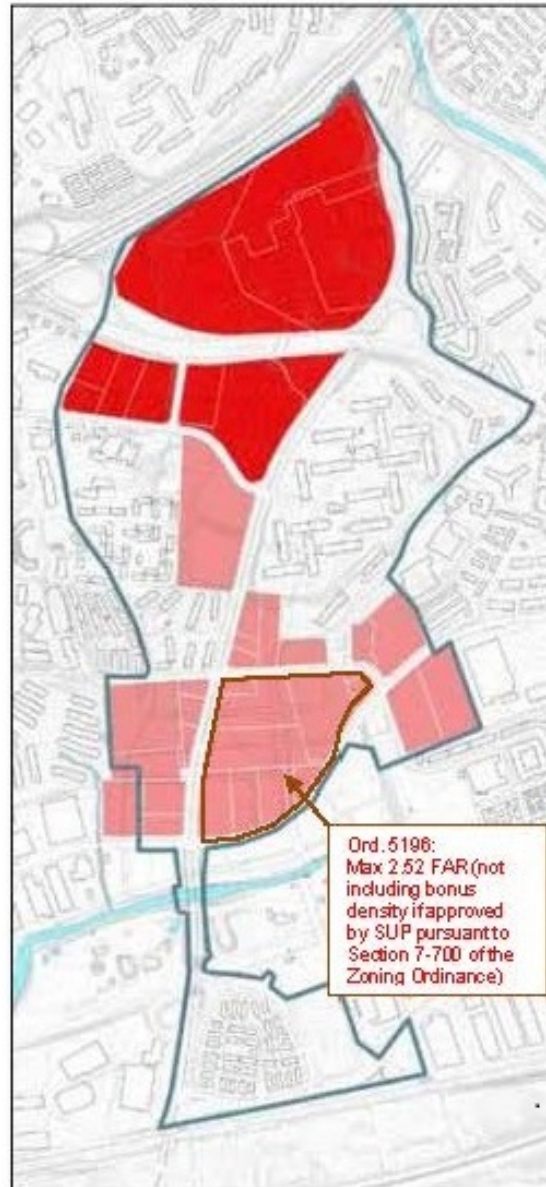 Ord. 5196:
Max 2.52 FAR (not
including bonus
density if approved
by SUP pursuant to
Section 7-700 of the
Zoning Ordinance)